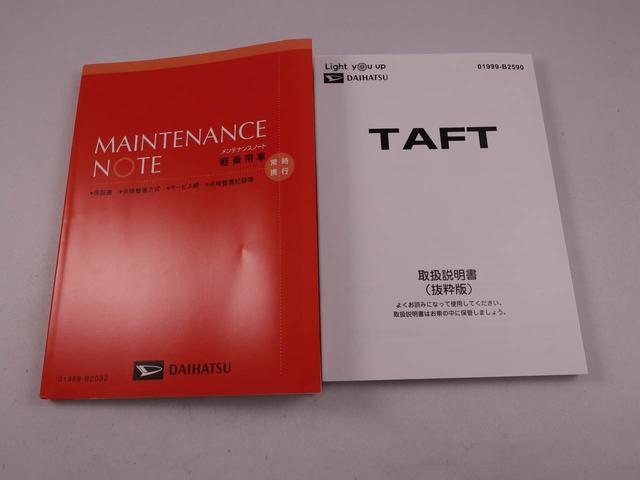 MAINTENANCE
NOTE
メンテナンスノート
軽乗用車
常時
携行
●保証書 ●点検整備方式 ●サービス網 ●点検整備記録簿
DAIHATSU
01999-B2030
Light you up
DAIHATSU
01999-B2590
TAFT
取扱説明書
(抜粋版)
よくお読みになって使用してください。
取扱説明書はお車の中に保管しましょう。